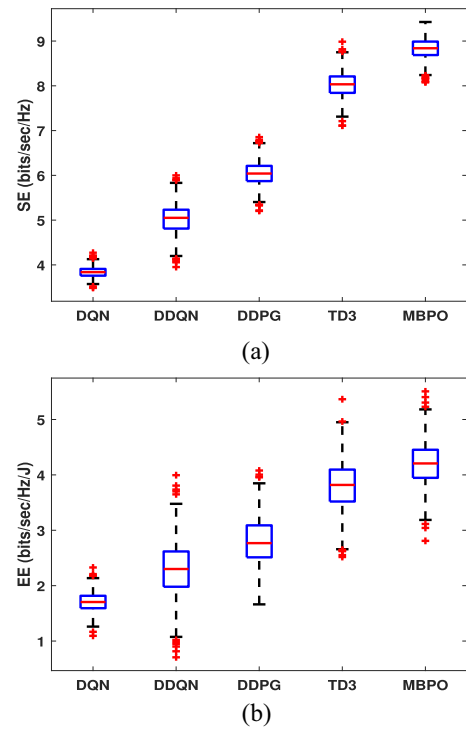 9
8
7
6
5
4
SE (bits/sec/Hz)
DQN DDQN DDPG TD3 MBPO
(a)
5
4
3
2
1
EE (bits/sec/Hz/J)
DQN DDQN DDPG TD3 MBPO
(b)